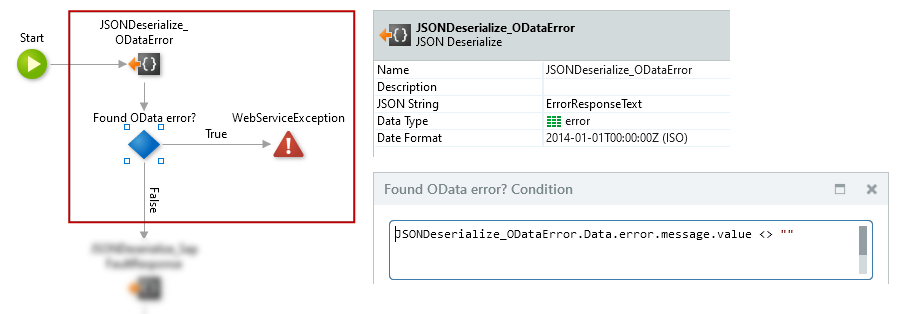 Start
JSONDeserialize_
ODataError
Found OData error?
True
WebServiceException
False
JSONDeserialize_ODataError
JSON Deserialize
Name JSONDeserialize_ODataError
Description
JSON String ErrorResponseText
Data Type error
Date Format 2014-01-01T00:00:00Z (ISO)
Found OData error? Condition
JSONDeserialize_ODataError.Data.error.message.value <> ""